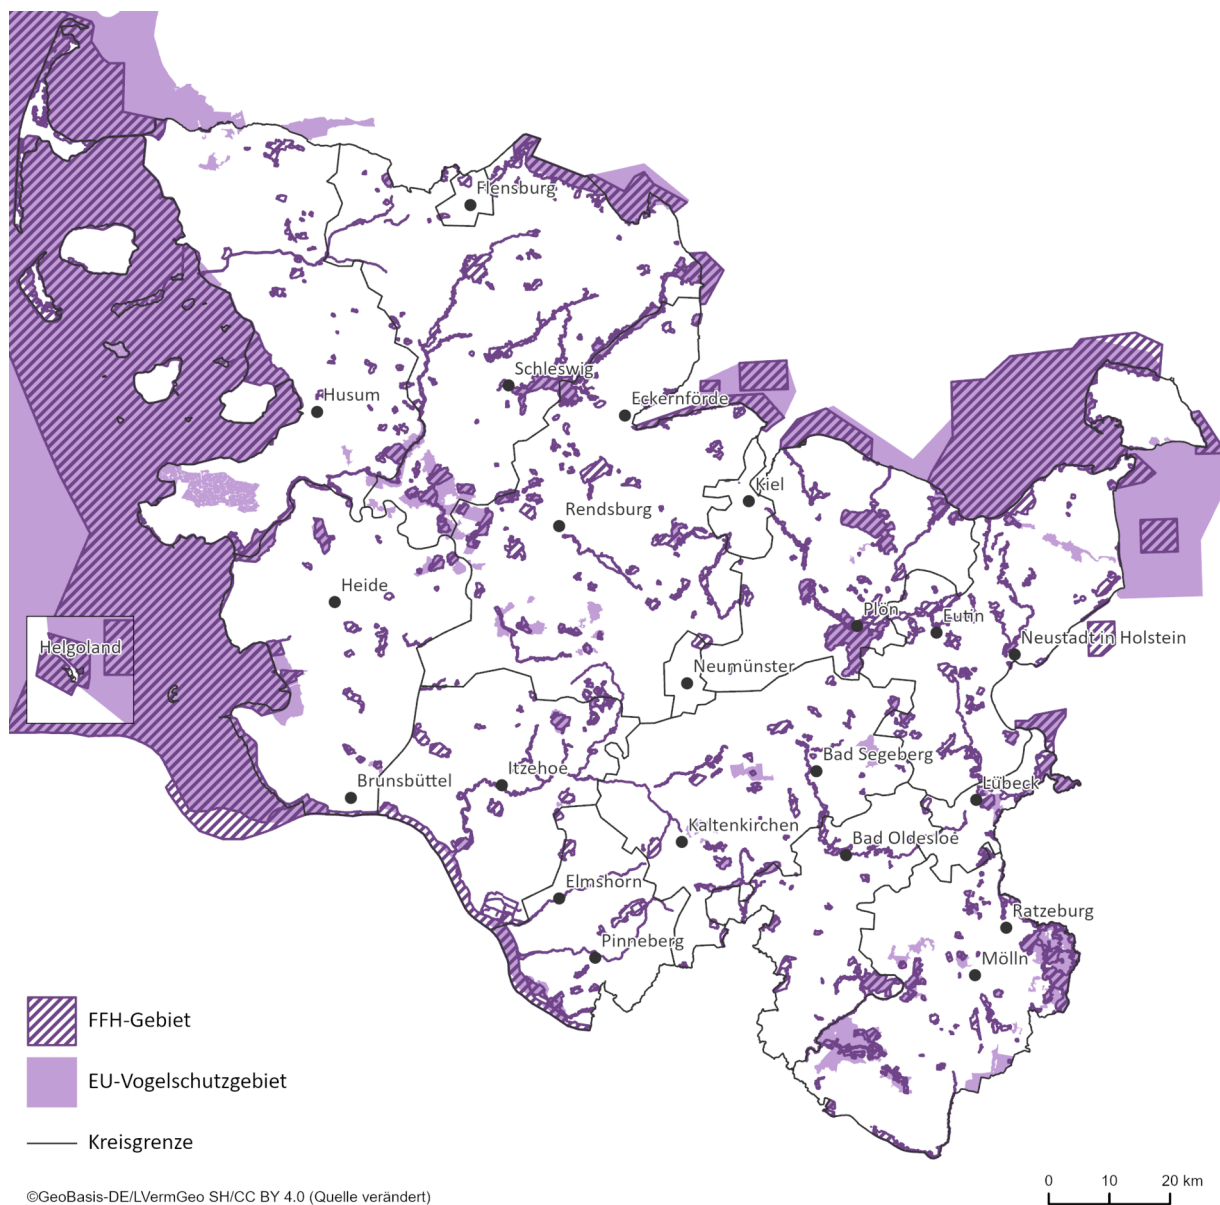 Flensburg
Schleswig
Husum
Eckernförde
Kiel
Rendsburg
Heide
Plön
Eutin
Helgoland
Neustadt in Holstein
Neumünster
Bad Segeberg
Itzehoe
Brunsbüttel
Lübeck
Kaltenkirchen
Bad Oldesloe
Elmshorn
Ratzeburg
Pinneberg
Mölln
FFH-Gebiet
EU-Vogelschutzgebiet
Kreisgrenze
©GeoBasis-DE/LVermGeo SH/CC BY 4.0 (Quelle verändert)
0 10 20 km